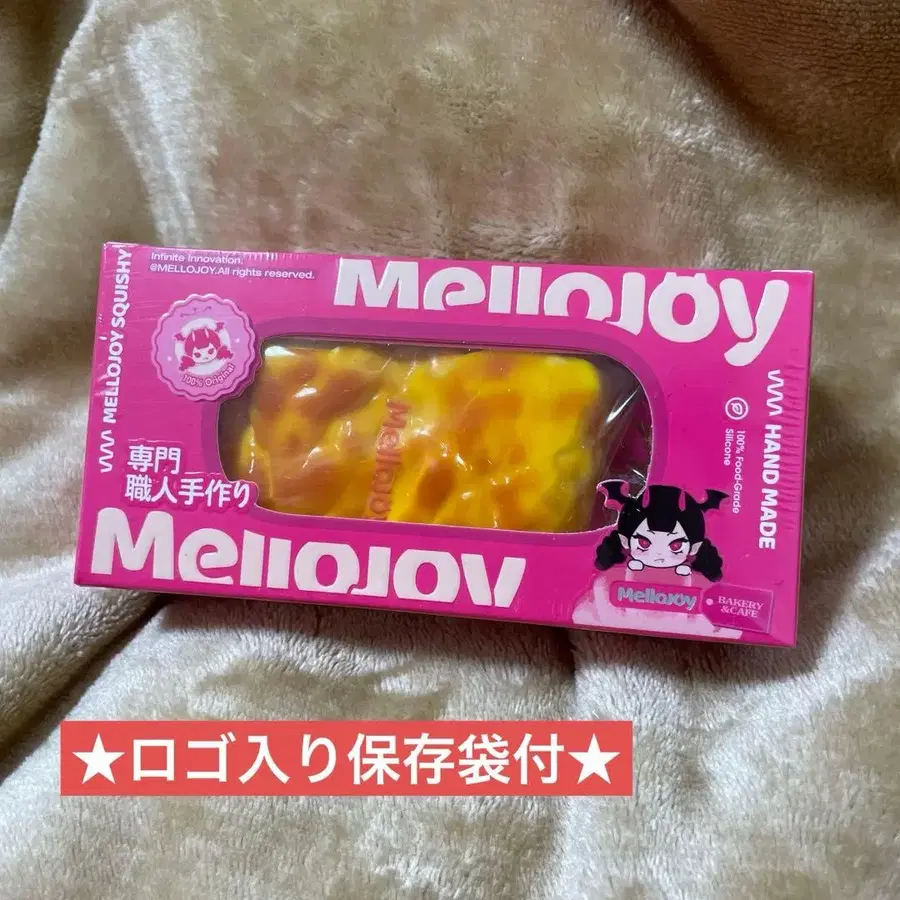 Infinite Innovation,
@MELLOJOY.All rights reserved.
Mellojoy
MELLOJOY SQUISHY
100% Original
専門
職人手作り
Mellojoy
HAND MADE
100% Food-Grade
Silicone
Mellojoy
Mellojoy
BAKERY
&CAFE
★ロゴ入り保存袋付★